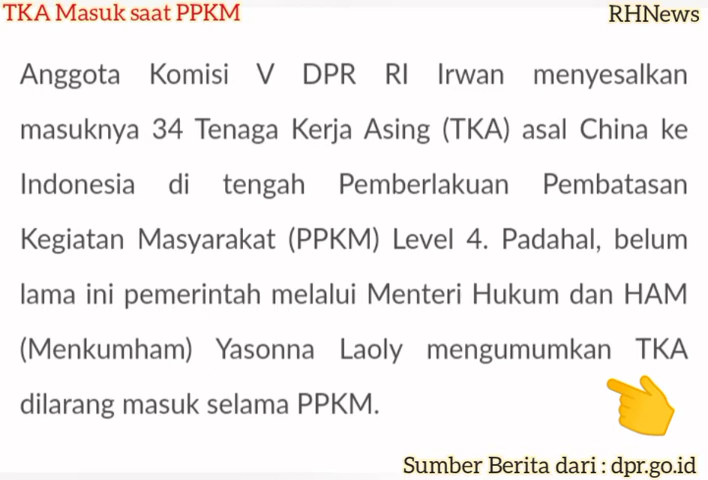 TKA Masuk saat PPKM
RHNews
Anggota Komisi V DPR RI Irwan menyesalkan
masuknya 34 Tenaga Kerja Asing (TKA) asal China ke
Indonesia di tengah Pemberlakuan Pembatasan
Kegiatan Masyarakat (PPKM) Level 4. Padahal, belum
lama ini pemerintah melalui Menteri Hukum dan HAM
(Menkumham) Yasonna Laoly mengumumkan TKA
dilarang masuk selama PPKM.
Sumber Berita dari : dpr.go.id